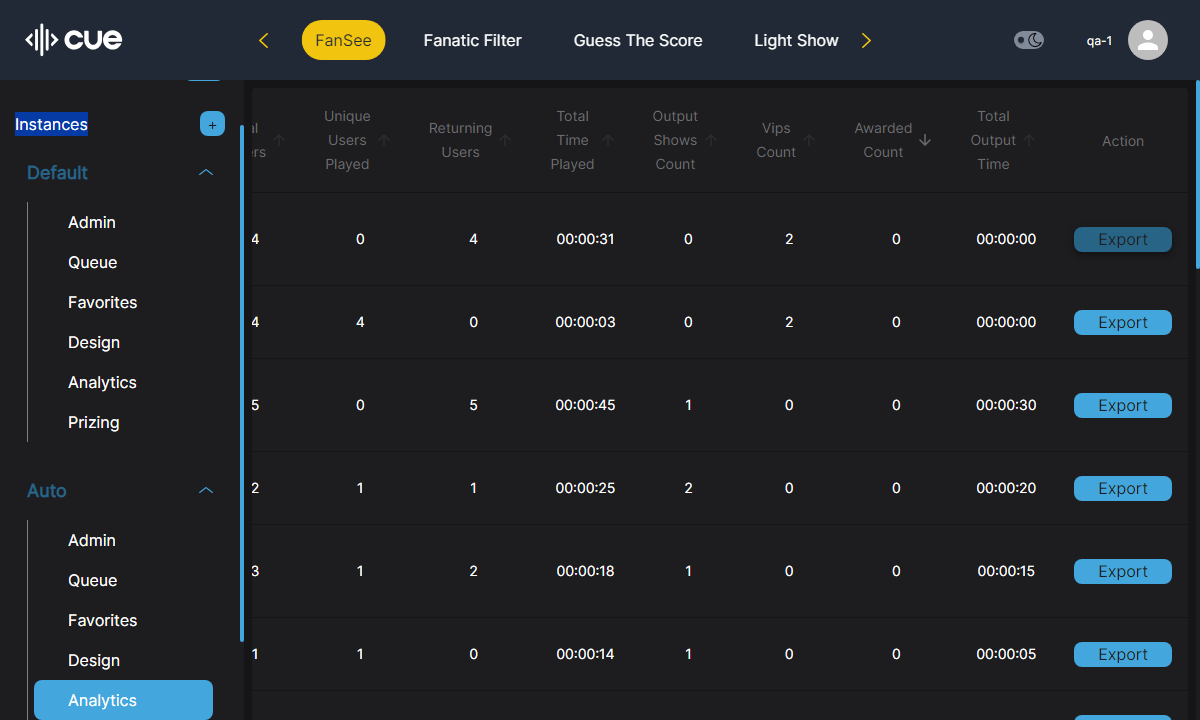 cue
FanSee
Fanatic Filter
Guess The Score
Light Show
qa-1
Instances
+
Default
Admin
Queue
Favorites
Design
Analytics
Prizing
Auto
Admin
Queue
Favorites
Design
Analytics
Unique
Users
Played
Returning
Users
Total
Time
Played
Output
Shows
Count
Vips
Count
Awarded
Count
Total
Output
Time
Action
4 0 4 00:00:31 0 2 0 00:00:00 Export
4 4 0 00:00:03 0 2 0 00:00:00 Export
5 0 5 00:00:45 1 0 0 00:00:30 Export
2 1 1 00:00:25 2 0 0 00:00:20 Export
3 1 2 00:00:18 1 0 0 00:00:15 Export
1 1 0 00:00:14 1 0 0 00:00:05 Export